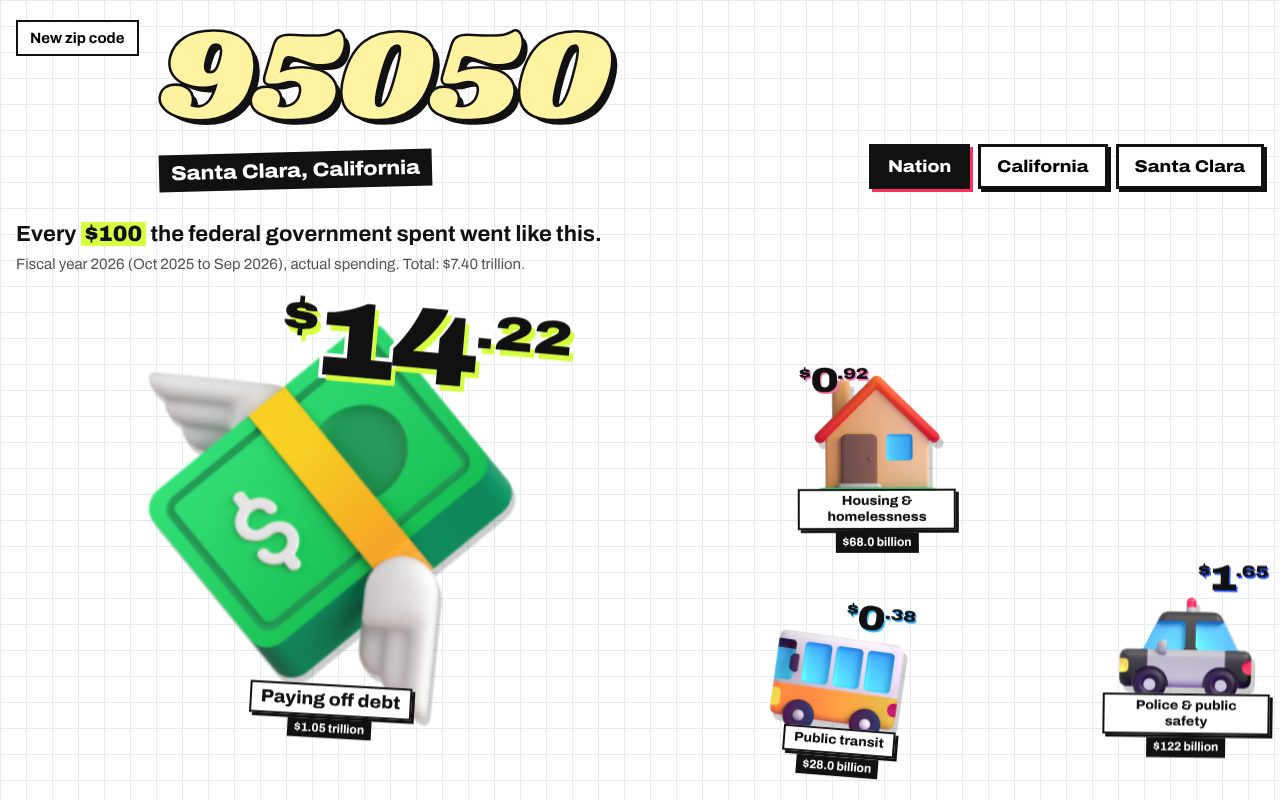 New zip code
95050
Santa Clara, California
Nation
California
Santa Clara
Every $100 the federal government spent went like this.
Fiscal year 2026 (Oct 2025 to Sep 2026), actual spending. Total: $7.40 trillion.
$14.22
$
Paying off debt
$1.05 trillion
$0.92
Housing &
homelessness
$68.0 billion
$0.38
Public transit
$28.0 billion
$1.65
Police & public
safety
$122 billion